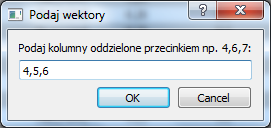 Podaj wektory
Podaj kolumny oddzielone przecinkiem np. 4,6,7:
4,5,6
OK Cancel